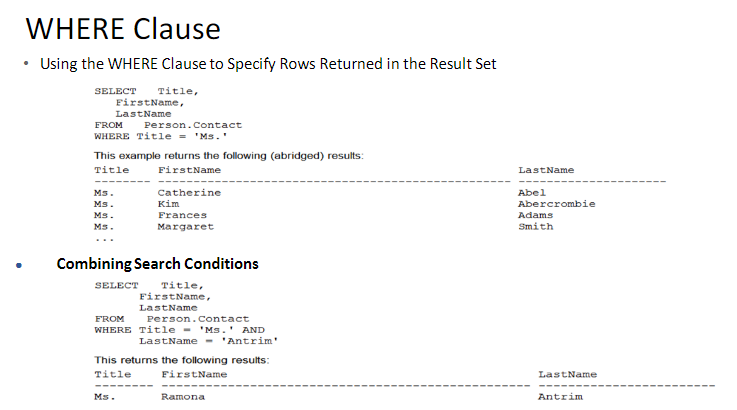 WHERE Clause
• Using the WHERE Clause to Specify Rows Returned in the Result Set
SELECT Title,
FirstName,
LastName
FROM Person.Contact
WHERE Title = 'Ms.'
This example returns the following (abridged) results:
Title FirstName LastName
-------- -------------------------------------------------- --------------------
Ms. Catherine Abel
Ms. Kim Abercrombie
Ms. Frances Adams
Ms. Margaret Smith
...
• Combining Search Conditions
SELECT Title,
FirstName,
LastName
FROM Person.Contact
WHERE Title = 'Ms.' AND
LastName = 'Antrim'
This returns the following results:
Title FirstName LastName
-------- -------------------------------------------------- ------------------------
Ms. Ramona Antrim